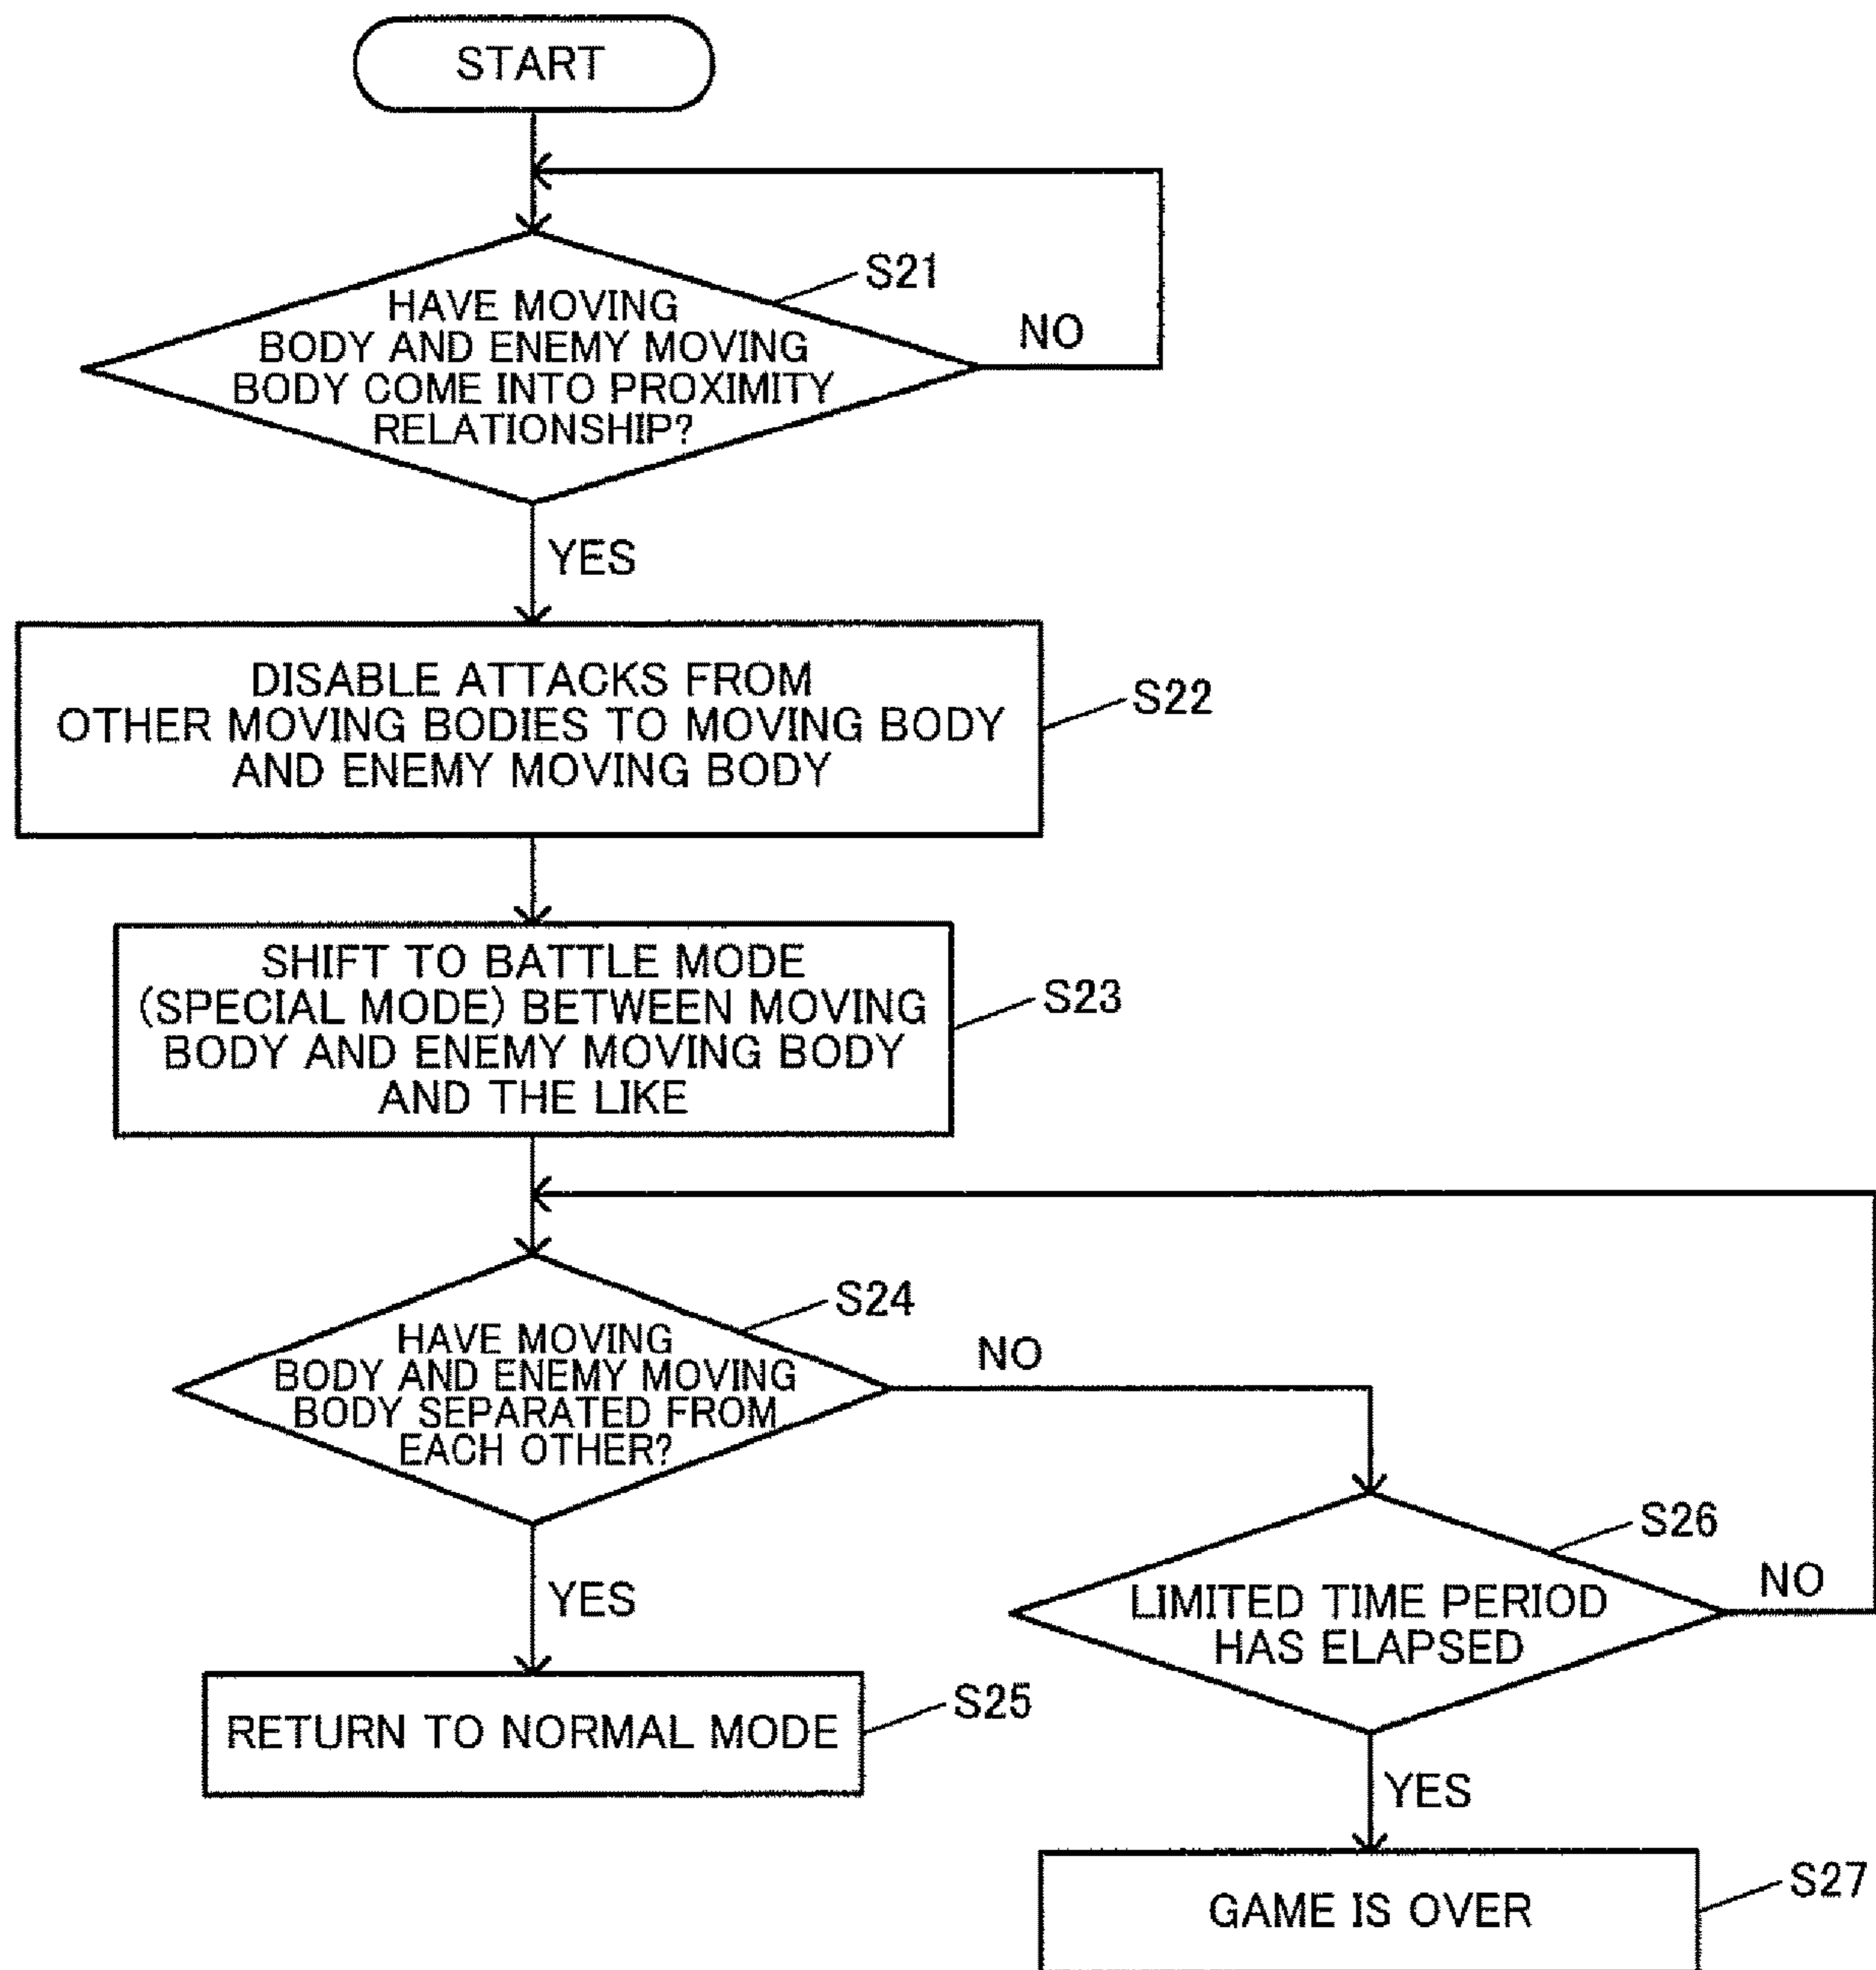 START
S21
HAVE MOVING
BODY AND ENEMY MOVING
BODY COME INTO PROXIMITY
RELATIONSHIP?
NO
YES
DISABLE ATTACKS FROM
OTHER MOVING BODIES TO MOVING BODY
AND ENEMY MOVING BODY
S22
SHIFT TO BATTLE MODE
(SPECIAL MODE) BETWEEN MOVING
BODY AND ENEMY MOVING BODY
AND THE LIKE
S23
S24
HAVE MOVING
BODY AND ENEMY MOVING
BODY SEPARATED FROM
EACH OTHER?
NO
YES
RETURN TO NORMAL MODE
S25
S26
LIMITED TIME PERIOD
HAS ELAPSED
NO
YES
GAME IS OVER
S27